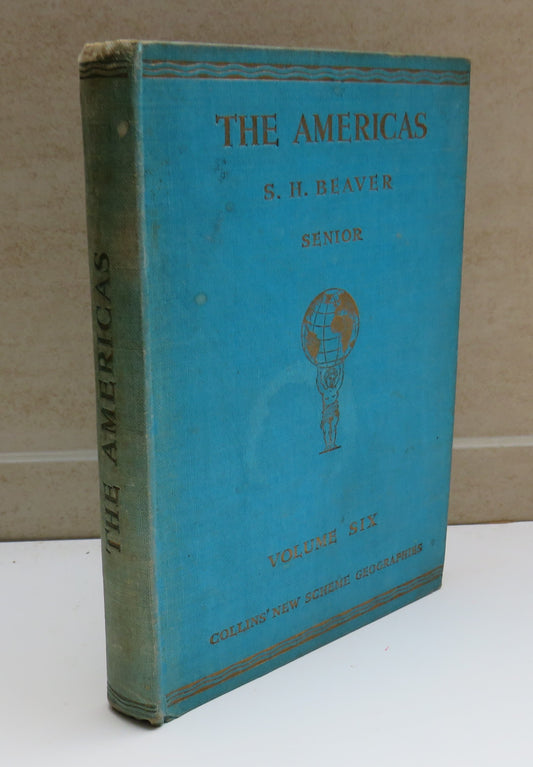 THE AMERICAS
S. H. BEAVER
SENIOR
VOLUME SIX
COLLINS' NEW SCHEME GEOGRAPHIES
THE AMERICAS